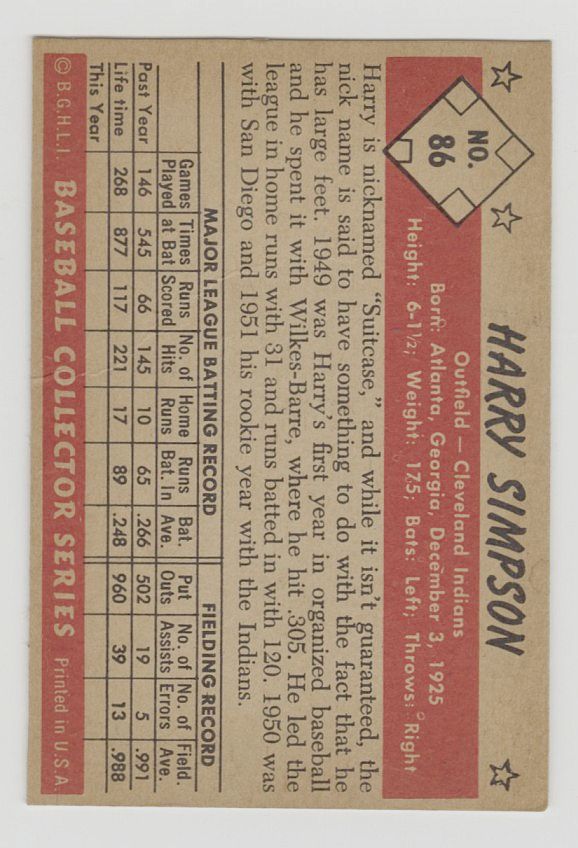 NO.
86
HARRY SIMPSON
Outfield — Cleveland Indians
Born: Atlanta, Georgia, December 3, 1925
Height: 6-1½; Weight: 175; Bats: Left; Throws: Right
Harry is nicknamed "Suitcase," and while it isn't guaranteed, the
nick name is said to have something to do with the fact that he
has large feet. 1949 was Harry's first year in organized baseball
and he spent it with Wilkes-Barre, where he hit .305. He led the
league in home runs with 31 and runs batted in with 120. 1950 was
with San Diego and 1951 his rookie year with the Indians.
MAJOR LEAGUE BATTING RECORD FIELDING RECORD
Games Times Runs No. of Home Runs Bat. Put No. of No. of Field.
Played at Bat Scored Hits Runs Bat. In Ave. Outs Assists Errors Ave.
Past Year 146 545 66 145 10 65 .266 502 19 5 .991
Life time 268 877 117 221 17 89 .248 960 39 13 .988
This Year
© B.G.H.L.I. BASEBALL COLLECTOR SERIES Printed in U.S.A